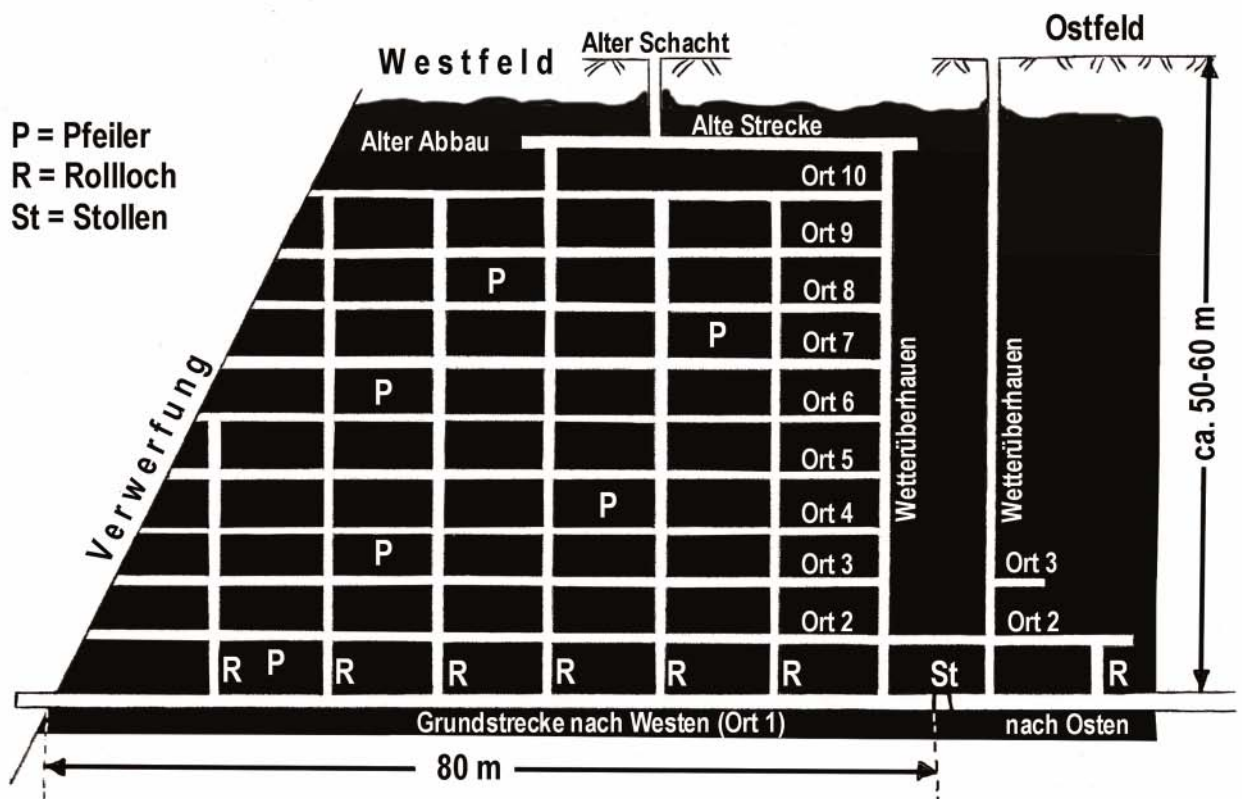 Ostfeld
Alter Schacht
Westfeld
P = Pfeiler
R = Rollloch
St = Stollen
Alter Abbau
Alte Strecke
Ort 10
Ort 9
P
Ort 8
P
Ort 7
P
Ort 6
Ort 5
P
Ort 4
P
Ort 3
Ort 2
Verwerfung
Wettenüberhauen
Wettenüberhauen
Ort 3
Ort 2
ca. 50-60 m
R P R R R R R St R
Grundstrecke nach Westen (Ort 1) nach Osten
80 m